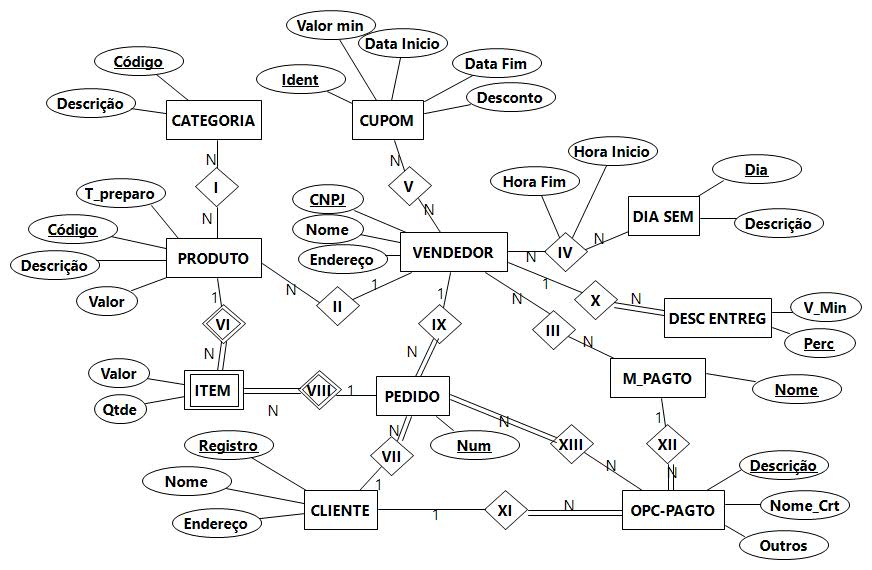 Valor min
Data Inicio
Código
Data Fim
Ident
Desconto
Descrição
CATEGORIA
CUPOM
Hora Inicio
N
N
Dia
T_preparo
I
V
Hora Fim
CNPJ
N
N
DIA SEM
Código
Nome
Descrição
N
PRODUTO
VENDEDOR
N
IV
Endereço
Descrição
1
1
N
N
1
X
N
Valor
1
N
V_Min
II
DESC ENTREG
VI
IX
III
Perc
N
N
N
Valor
M_PAGTO
ITEM
VIII
1
PEDIDO
Nome
Qtde
N
1
N
N
Registro
Num
XIII
XII
VII
N
N
Descrição
Nome
1
Nome_Crt
CLIENTE
XI
N
OPC-PAGTO
Endereço
1
Outros